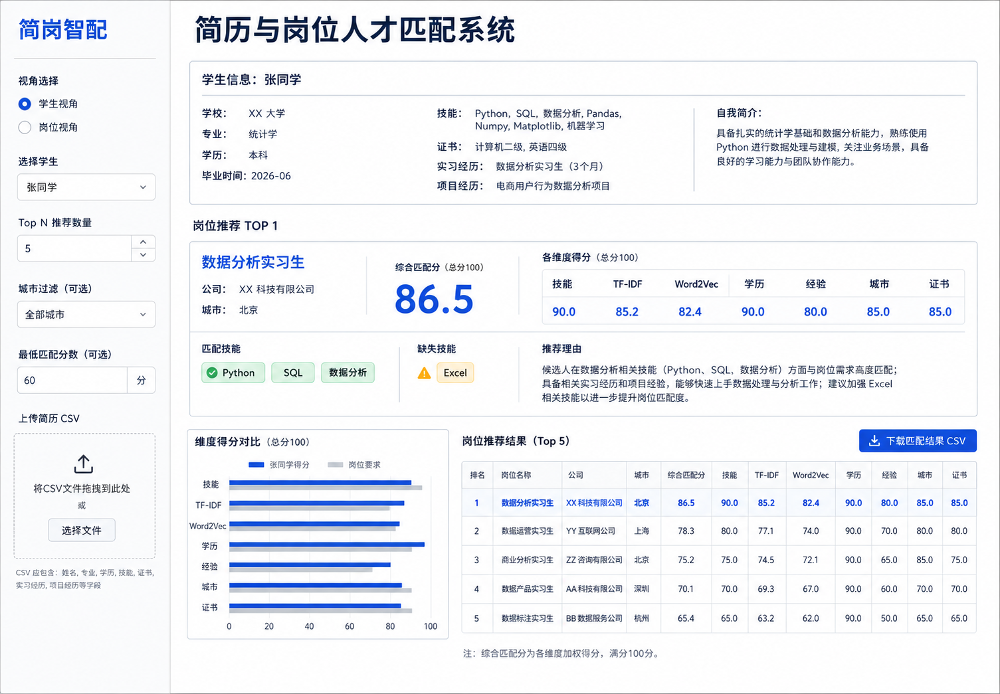 简岗智配
视角选择
学生视角
岗位视角
选择学生
张同学
Top N 推荐数量
5
城市过滤（可选）
全部城市
最低匹配分数（可选）
60 分
上传简历 CSV
将CSV文件拖拽到此处
或
选择文件
CSV 应包含：姓名, 专业, 学历, 技能, 证书,
实习经历, 项目经历等字段
简历与岗位人才匹配系统
学生信息：张同学
学校： XX 大学
专业： 统计学
学历： 本科
毕业时间：2026-06
技能： Python，SQL，数据分析, Pandas,
Numpy, Matplotlib, 机器学习
证书： 计算机二级, 英语四级
实习经历： 数据分析实习生（3个月）
项目经历： 电商用户行为数据分析项目
自我简介：
具备扎实的统计学基础和数据分析能力，熟练使用
Python 进行数据处理与建模, 关注业务场景，具备
良好的学习能力与团队协作能力。
岗位推荐 TOP 1
数据分析实习生
公司： XX 科技有限公司
城市： 北京
综合匹配分（总分100）
86.5
各维度得分（总分100）
技能 TF-IDF Word2Vec 学历 经验 城市 证书
90.0 85.2 82.4 90.0 80.0 85.0 85.0
匹配技能
Python SQL 数据分析
缺失技能
Excel
推荐理由
候选人在数据分析相关技能（Python、SQL，数据分析）方面与岗位需求高度匹配；
具备相关实习经历和项目经验，能够快速上手数据处理与分析工作；建议加强 Excel
相关技能以进一步提升岗位匹配度。
维度得分对比（总分100）
张同学得分 岗位要求
技能
TF-IDF
Word2Vec
学历
经验
城市
证书
0 20 40 60 80 100
岗位推荐结果（Top 5）
下载匹配结果 CSV
排名 岗位名称 公司 城市 综合匹配分 技能 TF-IDF Word2Vec 学历 经验 城市 证书
1 数据分析实习生 XX 科技有限公司 北京 86.5 90.0 85.2 82.4 90.0 80.0 85.0 85.0
2 数据运营实习生 YY 互联网公司 上海 78.3 80.0 77.1 74.0 90.0 70.0 80.0 80.0
3 商业分析实习生 ZZ 咨询有限公司 北京 75.2 75.0 74.5 72.1 90.0 65.0 85.0 75.0
4 数据产品实习生 AA 科技有限公司 深圳 70.1 70.0 69.3 67.0 90.0 60.0 70.0 70.0
5 数据标注实习生 BB 数据服务公司 杭州 65.4 65.0 63.2 62.0 90.0 50.0 65.0 65.0
注：综合匹配分为各维度加权得分，满分100分。